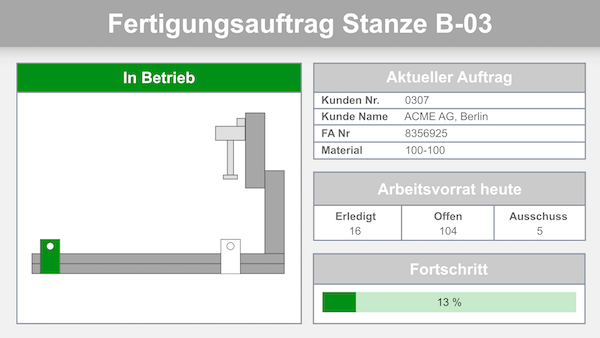 Fertigungsauftrag Stanze B-03
In Betrieb
Aktueller Auftrag
Kunden Nr. 0307
Kunde Name ACME AG, Berlin
FA Nr 8356925
Material 100-100
Arbeitsvorrat heute
Erledigt Offen Ausschuss
16 104 5
Fortschritt
13 %